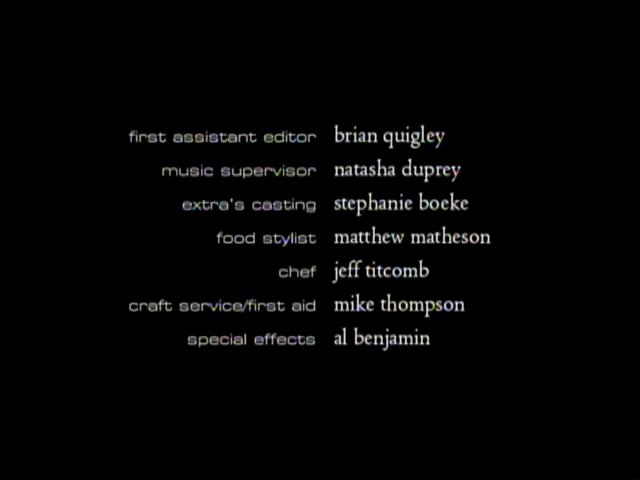 first assistant editor brian quigley
music supervisor natasha duprey
extra's casting stephanie boeke
food stylist matthew matheson
chef jeff titcomb
craft service/first aid mike thompson
special effects al benjamin